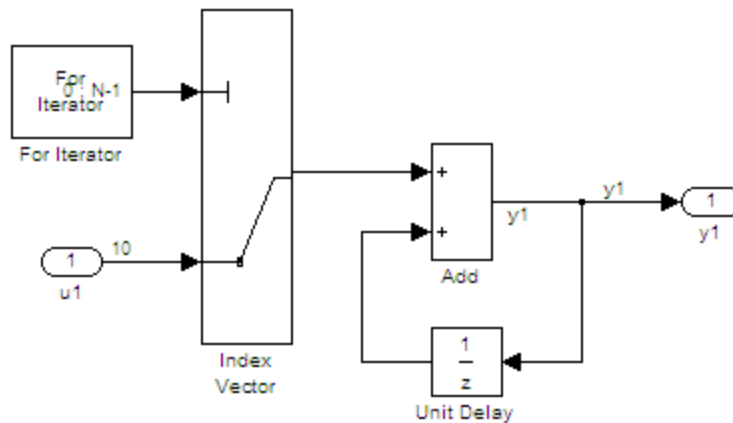 For
Iterator
0 : N-1
For Iterator
1
u1
10
Index
Vector
+
+
Add
y1
y1
1
y1
1
z
Unit Delay